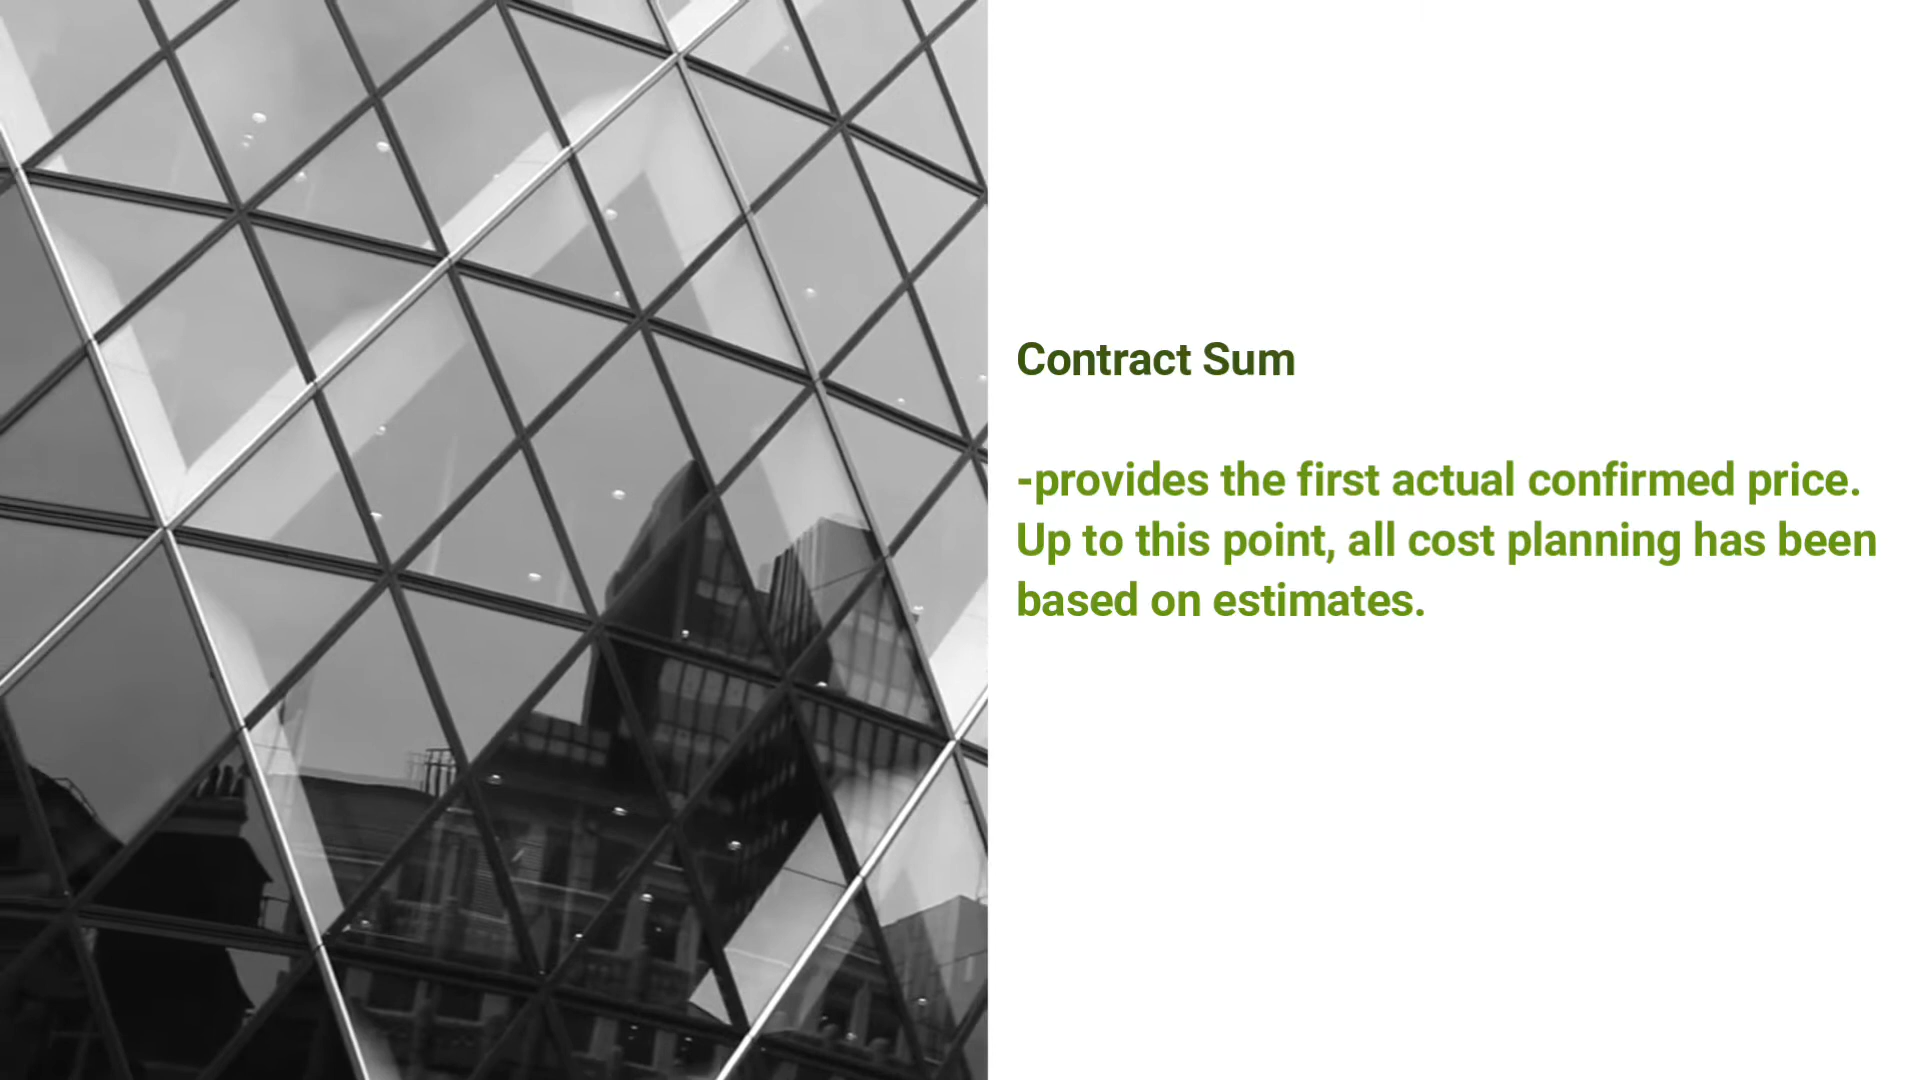 Contract Sum
-provides the first actual confirmed price.
Up to this point, all cost planning has been
based on estimates.